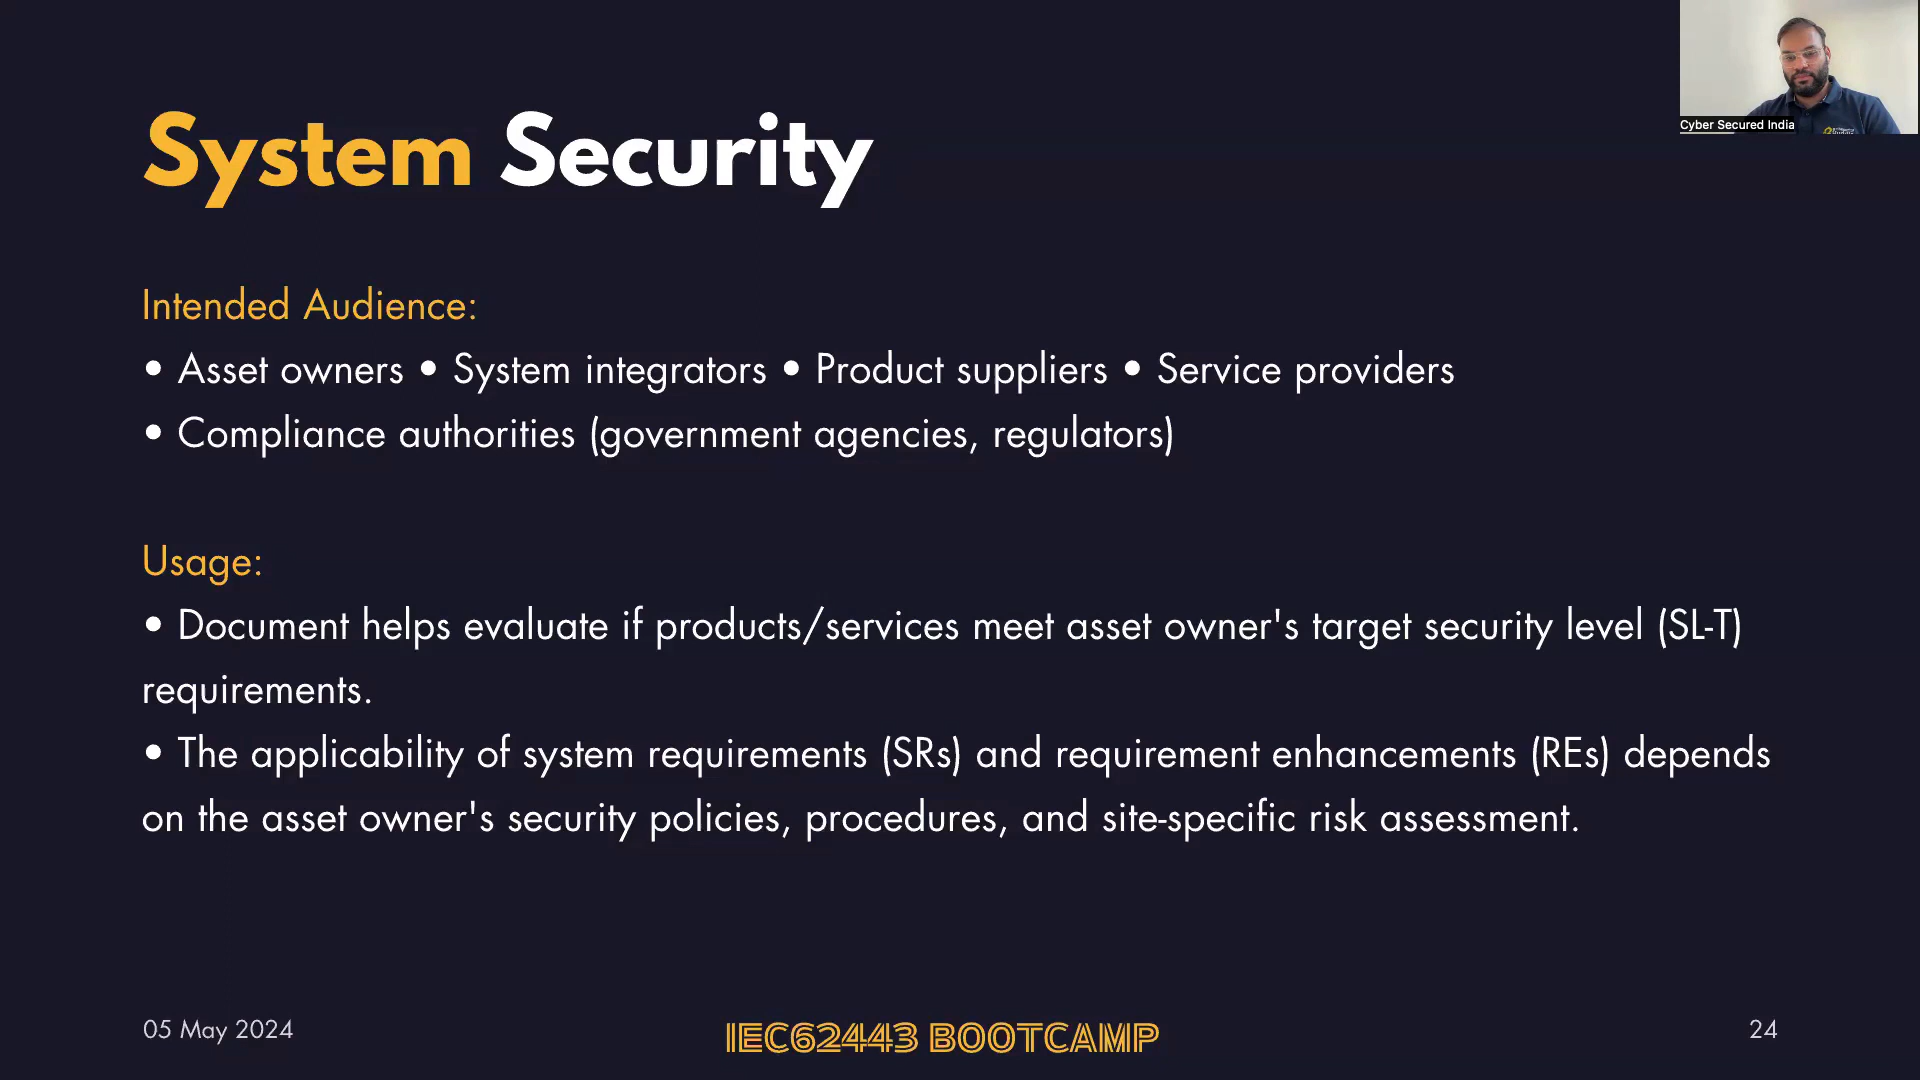 Cyber Secured India
System Security
Intended Audience:
• Asset owners • System integrators • Product suppliers • Service providers
• Compliance authorities (government agencies, regulators)
Usage:
• Document helps evaluate if products/services meet asset owner's target security level (SL-T)
requirements.
• The applicability of system requirements (SRs) and requirement enhancements (REs) depends
on the asset owner's security policies, procedures, and site-specific risk assessment.
05 May 2024
IEC62443 BOOTCAMP
24